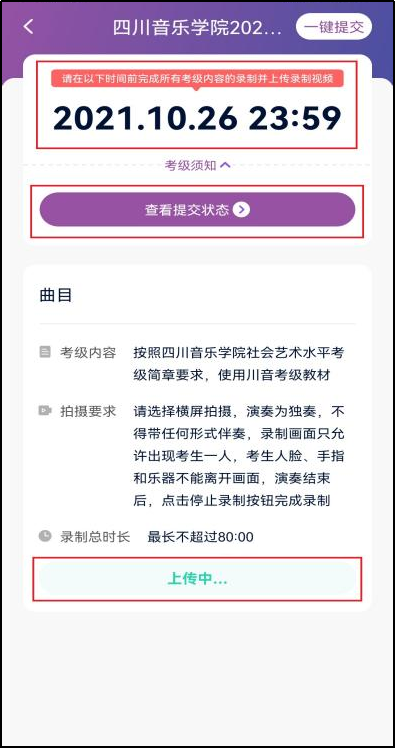 四川音乐学院202...
一键提交
请在以下时间前完成所有考级内容的录制并上传录制视频
2021.10.26 23:59
考级须知
查看提交状态
曲目
考级内容 按照四川音乐学院社会艺术水平考
级简章要求，使用川音考级教材
拍摄要求 请选择横屏拍摄，演奏为独奏，不
得带任何形式伴奏，录制画面只允
许出现考生一人，考生人脸、手指
和乐器不能离开画面，演奏结束
后，点击停止录制按钮完成录制
录制总时长 最长不超过80:00
上传中...